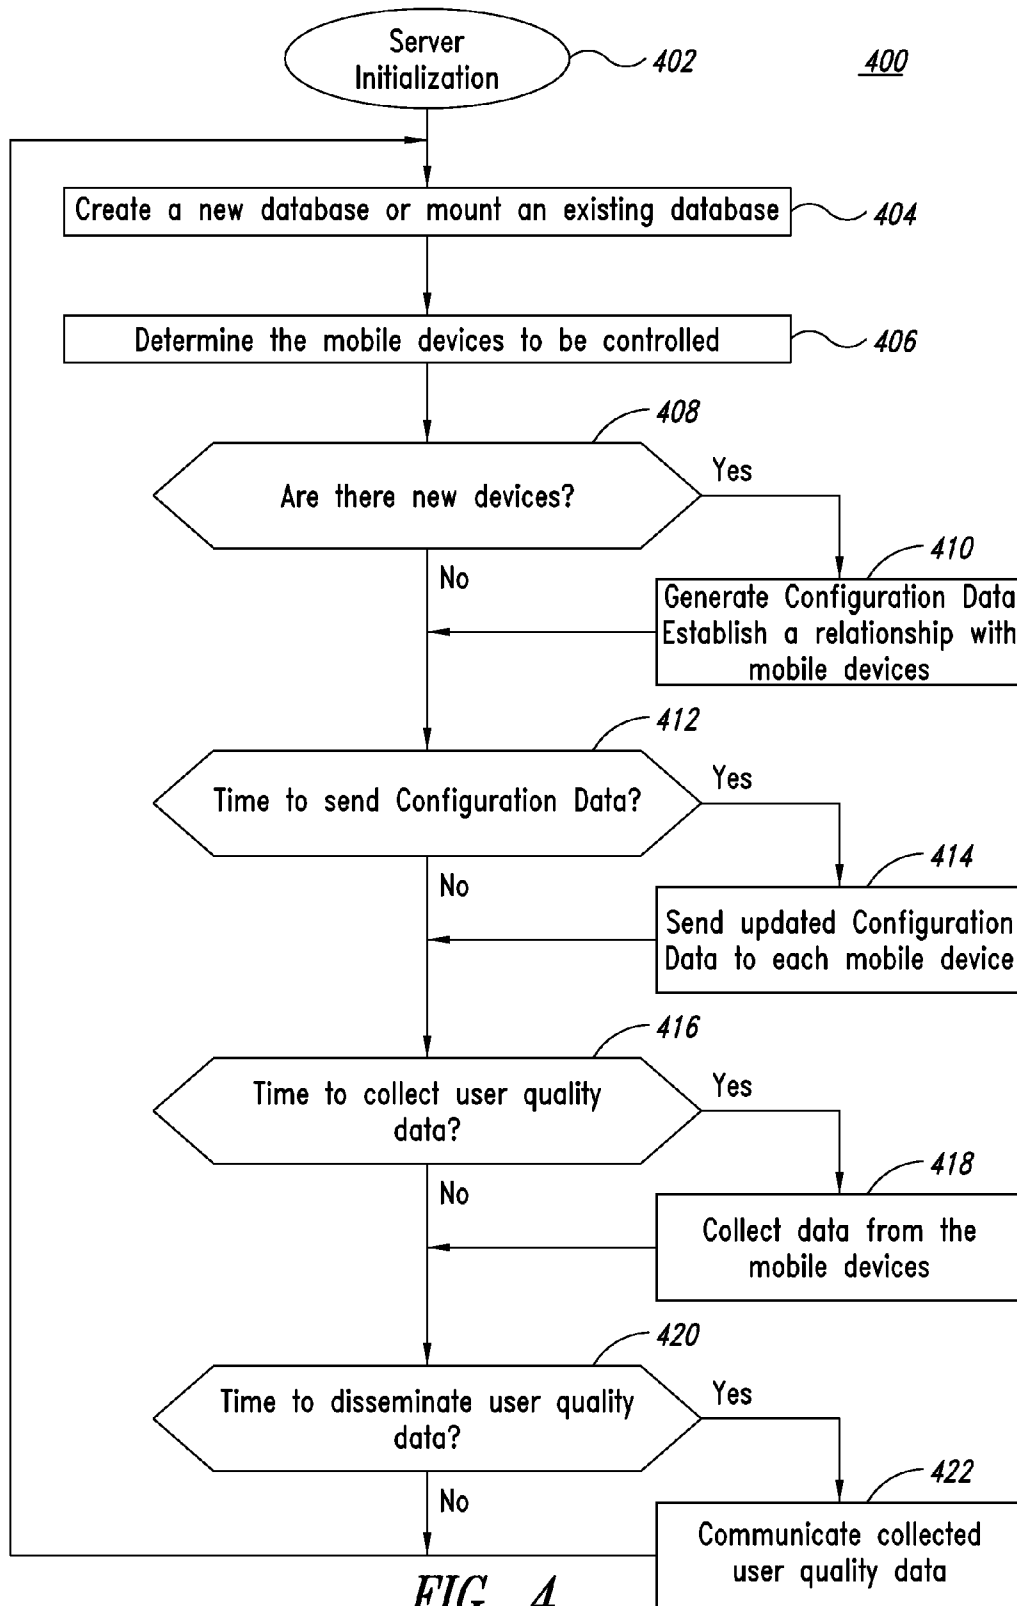 Server
Initialization
402
400
Create a new database or mount an existing database
404
Determine the mobile devices to be controlled
406
408
Are there new devices?
Yes
No
410
Generate Configuration Data
Establish a relationship with
mobile devices
412
Time to send Configuration Data?
Yes
No
414
Send updated Configuration
Data to each mobile device
416
Time to collect user quality
data?
Yes
No
418
Collect data from the
mobile devices
420
Time to disseminate user quality
data?
Yes
No
422
Communicate collected
user quality data
FIG. 4